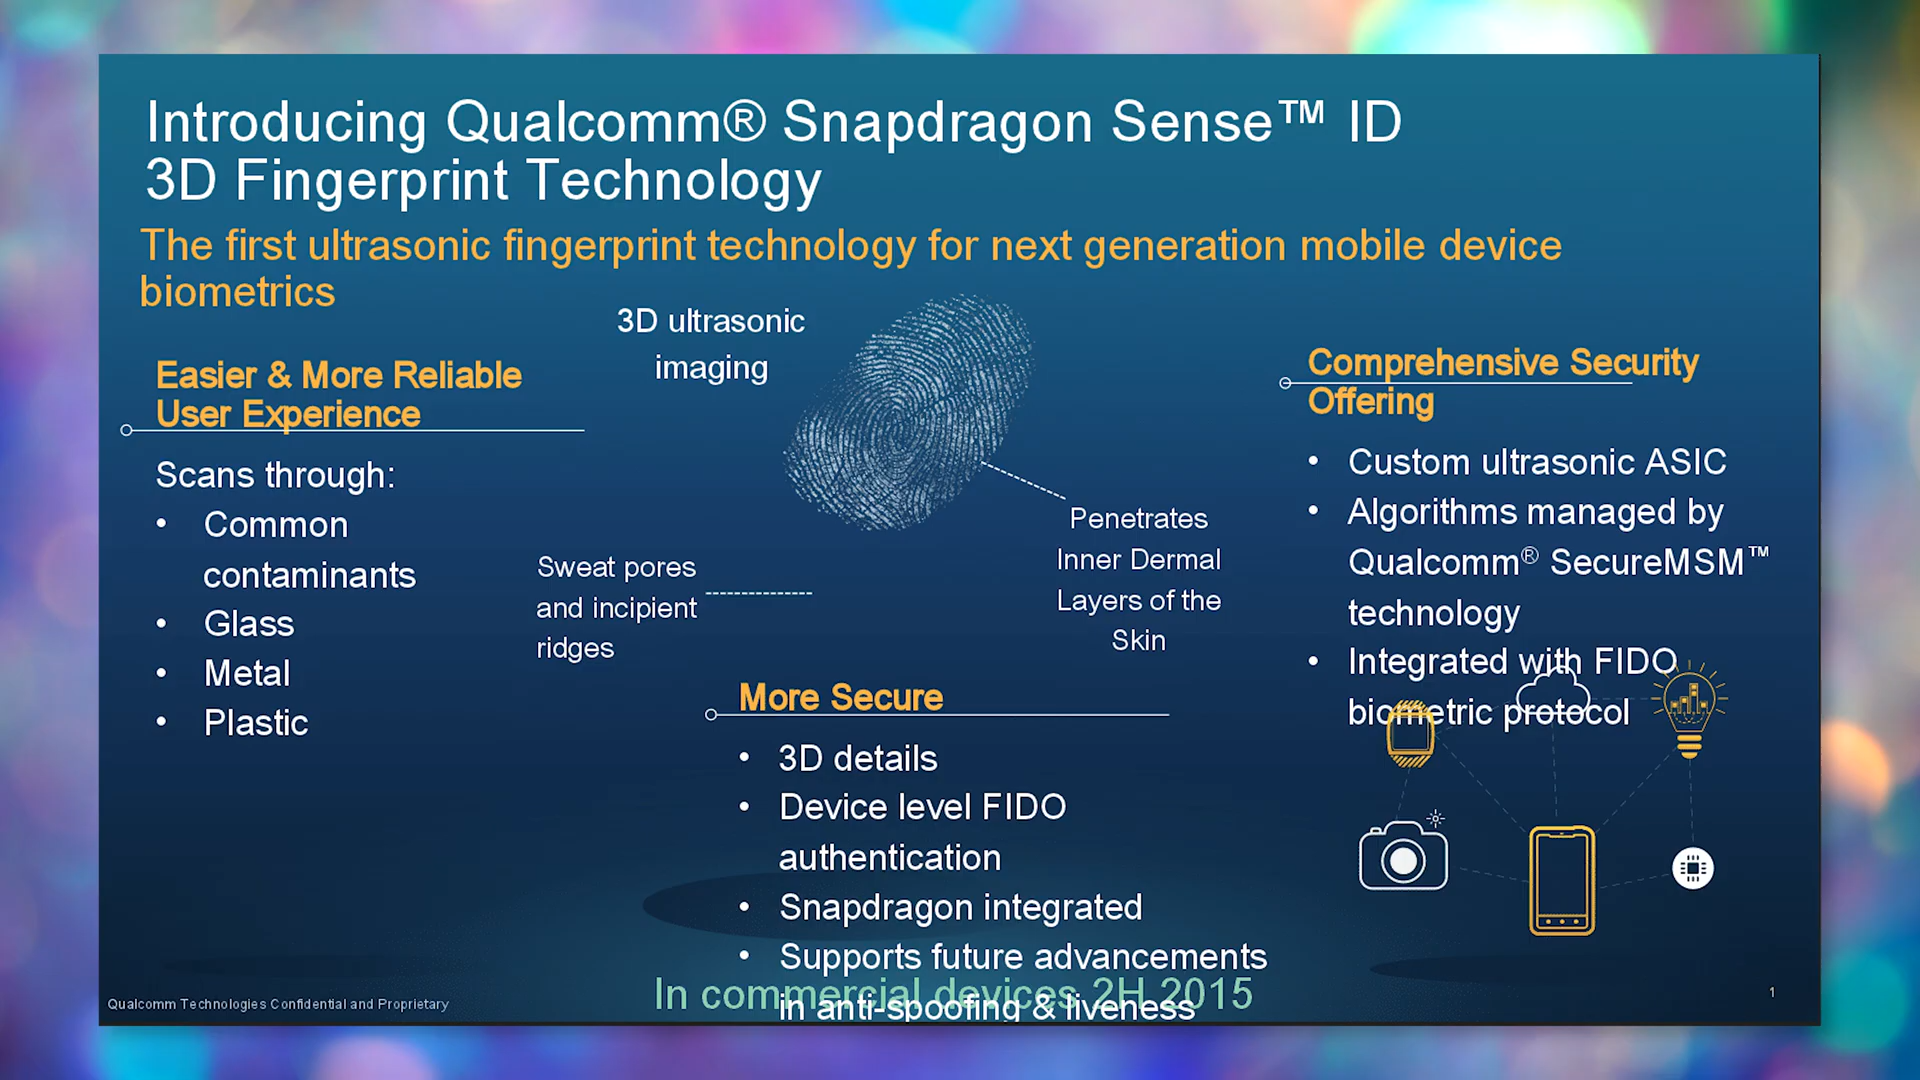 Introducing Qualcomm® Snapdragon Sense™ ID
3D Fingerprint Technology
The first ultrasonic fingerprint technology for next generation mobile device
biometrics
3D ultrasonic
imaging
Easier & More Reliable
User Experience
Scans through:
• Common
contaminants
• Glass
• Metal
• Plastic
Sweat pores
and incipient
ridges
Penetrates
Inner Dermal
Layers of the
Skin
More Secure
• 3D details
• Device level FIDO
authentication
• Snapdragon integrated
• Supports future advancements
in anti-spoofing & liveness
Comprehensive Security
Offering
• Custom ultrasonic ASIC
• Algorithms managed by
Qualcomm® SecureMSM™
technology
• Integrated with FIDO
biometric protocol
In commercial devices 2H 2015
Qualcomm Technologies Confidential and Proprietary
1